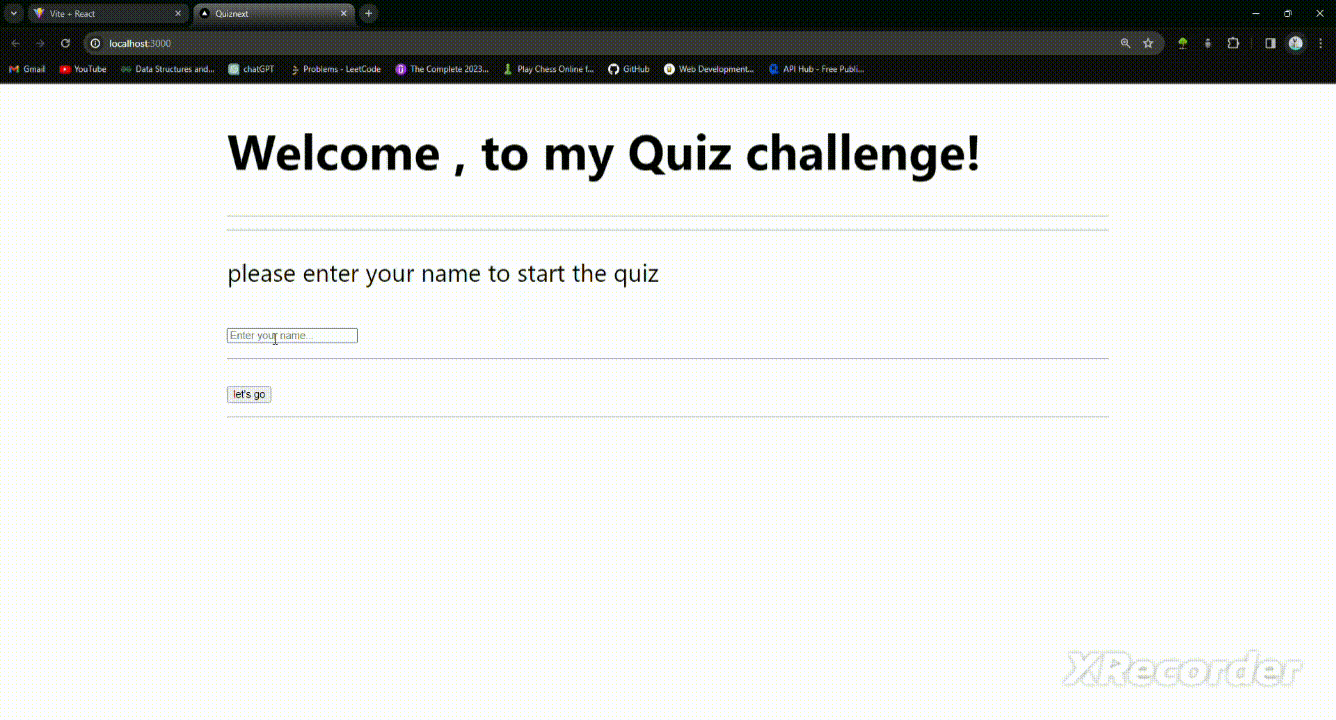 Vite + React
Quiznext
localhost:3000
Gmail YouTube Data Structures and... chatGPT Problems - LeetCode The Complete 2023... Play Chess Online f... GitHub Web Development... API Hub - Free Publi...
Welcome , to my Quiz challenge!
please enter your name to start the quiz
Enter your name...
let's go
XRecorder